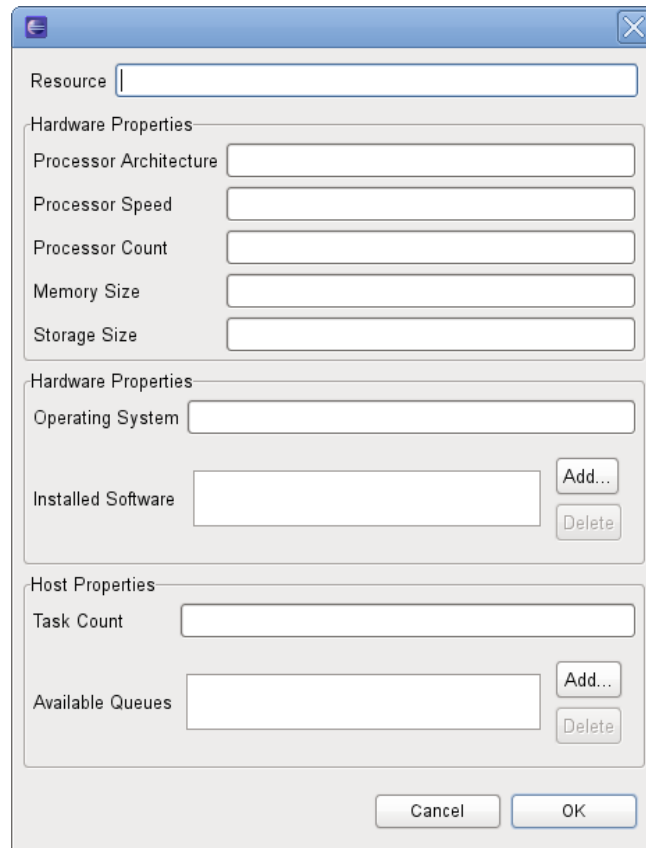 Resource
Hardware Properties
Processor Architecture
Processor Speed
Processor Count
Memory Size
Storage Size
Hardware Properties
Operating System
Installed Software
Add...
Delete
Host Properties
Task Count
Available Queues
Add...
Delete
Cancel
OK